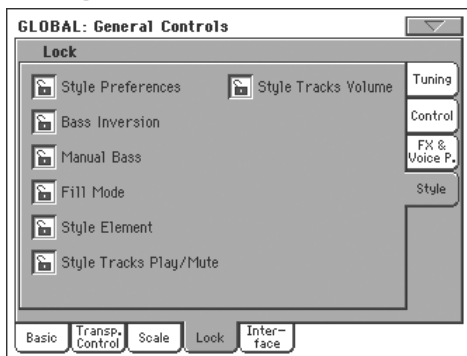 GLOBAL: General Controls
Lock
Style Preferences
Style Tracks Volume
Bass Inversion
Manual Bass
Fill Mode
Style Element
Style Tracks Play/Mute
Tuning
Control
FX &
Voice P.
Style
Basic
Transp.
Control
Scale
Lock
Inter-
face